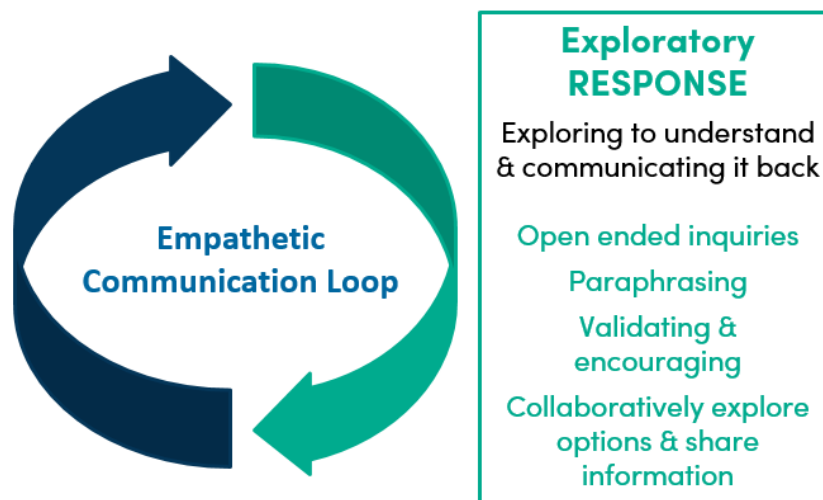 Empathetic
Communication Loop
Exploratory
RESPONSE
Exploring to understand
& communicating it back
Open ended inquiries
Paraphrasing
Validating &
encouraging
Collaboratively explore
options & share
information